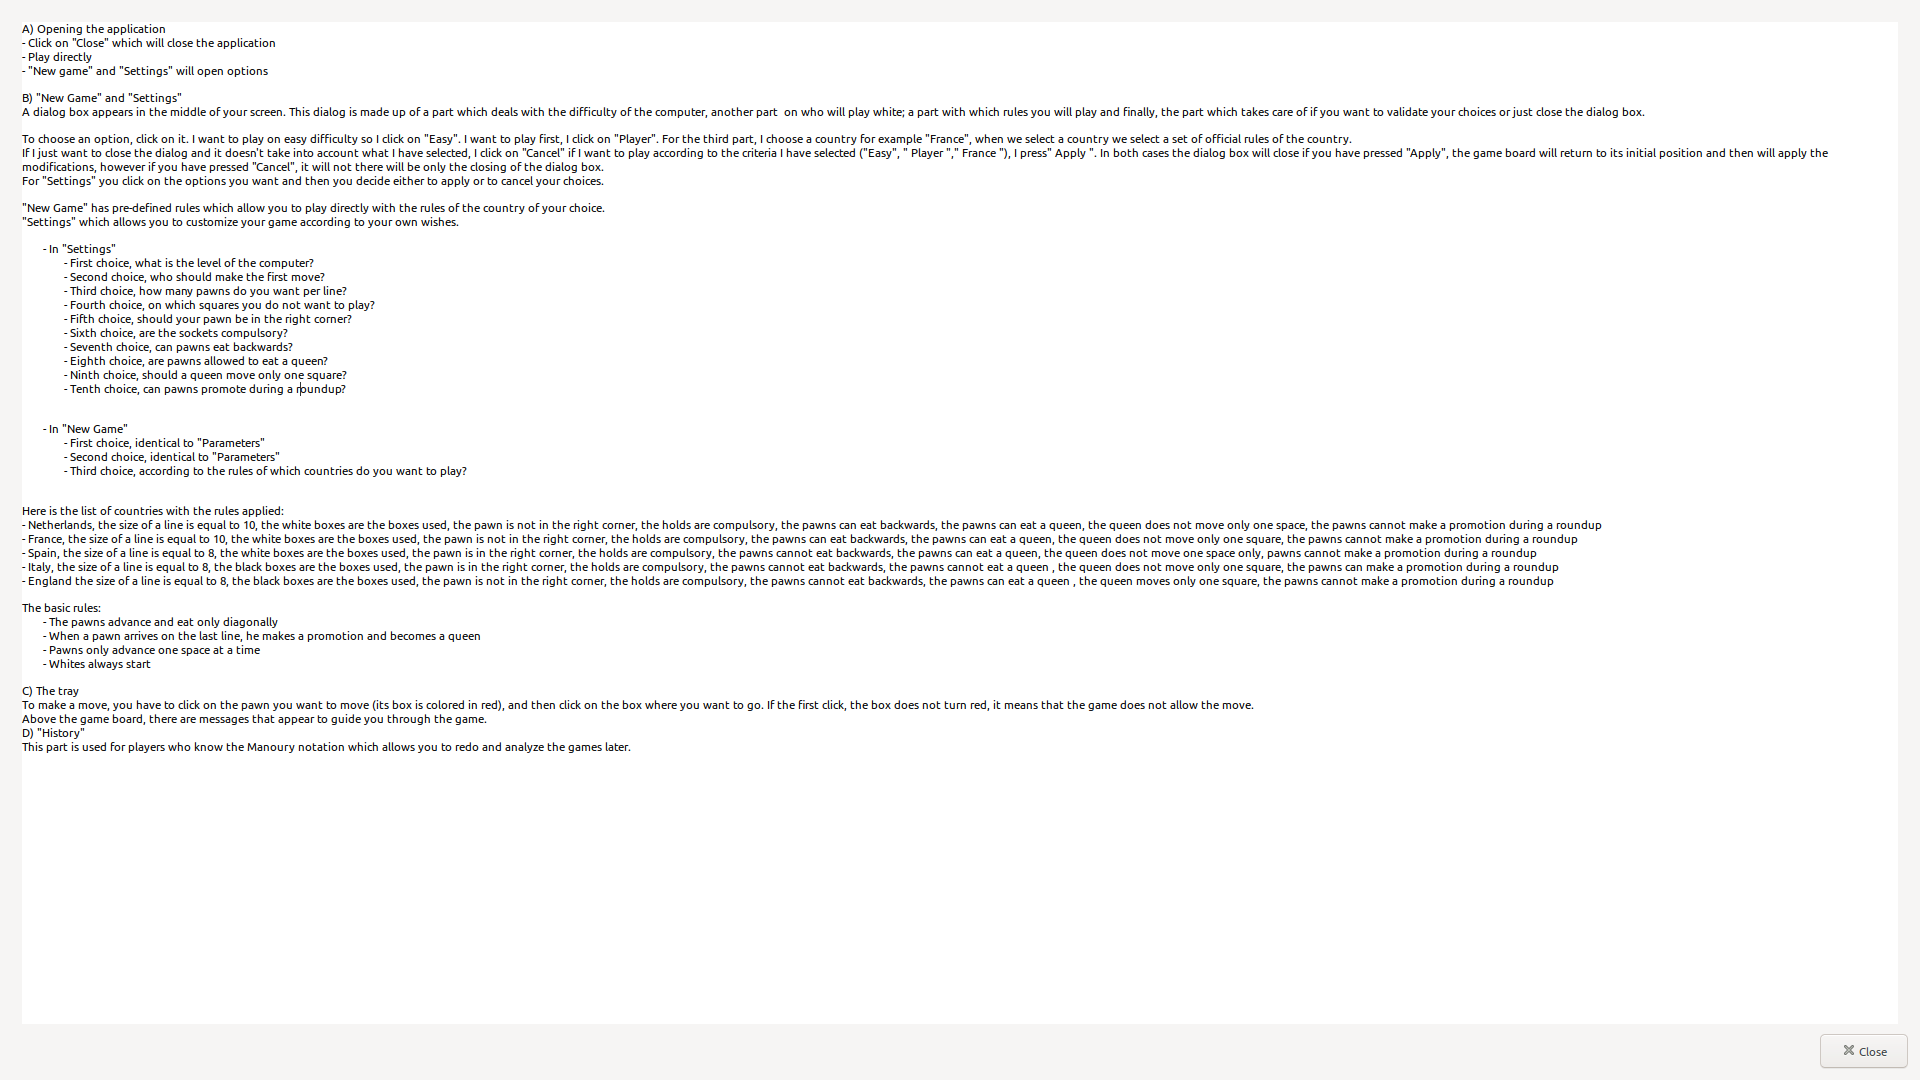 A) Opening the application
- Click on "Close" which will close the application
- Play directly
- "New game" and "Settings" will open options
B) "New Game" and "Settings"
A dialog box appears in the middle of your screen. This dialog is made up of a part which deals with the difficulty of the computer, another part  on who will play white; a part with which rules you will play and finally, the part which takes care of if you want to validate your choices or just close the dialog box.
To choose an option, click on it. I want to play on easy difficulty so I click on "Easy". I want to play first, I click on "Player". For the third part, I choose a country for example "France", when we select a country we select a set of official rules of the country.
If I just want to close the dialog and it doesn't take into account what I have selected, I click on "Cancel" if I want to play according to the criteria I have selected ("Easy", " Player "," France "), I press" Apply ". In both cases the dialog box will close if you have pressed "Apply", the game board will return to its initial position and then will apply the
modifications, however if you have pressed "Cancel", it will not there will be only the closing of the dialog box.
For "Settings" you click on the options you want and then you decide either to apply or to cancel your choices.
"New Game" has pre-defined rules which allow you to play directly with the rules of the country of your choice.
"Settings" which allows you to customize your game according to your own wishes.
- In "Settings"
- First choice, what is the level of the computer?
- Second choice, who should make the first move?
- Third choice, how many pawns do you want per line?
- Fourth choice, on which squares you do not want to play?
- Fifth choice, should your pawn be in the right corner?
- Sixth choice, are the sockets compulsory?
- Seventh choice, can pawns eat backwards?
- Eighth choice, are pawns allowed to eat a queen?
- Ninth choice, should a queen move only one square?
- Tenth choice, can pawns promote during a roundup?
- In "New Game"
- First choice, identical to "Parameters"
- Second choice, identical to "Parameters"
- Third choice, according to the rules of which countries do you want to play?
Here is the list of countries with the rules applied:
- Netherlands, the size of a line is equal to 10, the white boxes are the boxes used, the pawn is not in the right corner, the holds are compulsory, the pawns can eat backwards, the pawns can eat a queen, the queen does not move only one space, the pawns cannot make a promotion during a roundup
- France, the size of a line is equal to 10, the white boxes are the boxes used, the pawn is not in the right corner, the holds are compulsory, the pawns can eat backwards, the pawns can eat a queen, the queen does not move only one square, the pawns cannot make a promotion during a roundup
- Spain, the size of a line is equal to 8, the white boxes are the boxes used, the pawn is in the right corner, the holds are compulsory, the pawns cannot eat backwards, the pawns can eat a queen, the queen does not move one space only, pawns cannot make a promotion during a roundup
- Italy, the size of a line is equal to 8, the black boxes are the boxes used, the pawn is in the right corner, the holds are compulsory, the pawns cannot eat backwards, the pawns cannot eat a queen , the queen does not move only one square, the pawns can make a promotion during a roundup
- England the size of a line is equal to 8, the black boxes are the boxes used, the pawn is not in the right corner, the holds are compulsory, the pawns cannot eat backwards, the pawns can eat a queen , the queen moves only one square, the pawns cannot make a promotion during a roundup
The basic rules:
- The pawns advance and eat only diagonally
- When a pawn arrives on the last line, he makes a promotion and becomes a queen
- Pawns only advance one space at a time
- Whites always start
C) The tray
To make a move, you have to click on the pawn you want to move (its box is colored in red), and then click on the box where you want to go. If the first click, the box does not turn red, it means that the game does not allow the move.
Above the game board, there are messages that appear to guide you through the game.
D) "History"
This part is used for players who know the Manoury notation which allows you to redo and analyze the games later.
Close